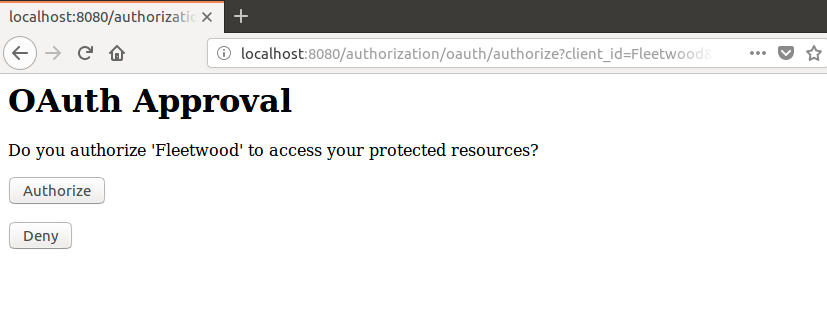 localhost:8080/authorizatio
localhost:8080/authorization/oauth/authorize?client_id=Fleetwood&
OAuth Approval
Do you authorize 'Fleetwood' to access your protected resources?
Authorize
Deny